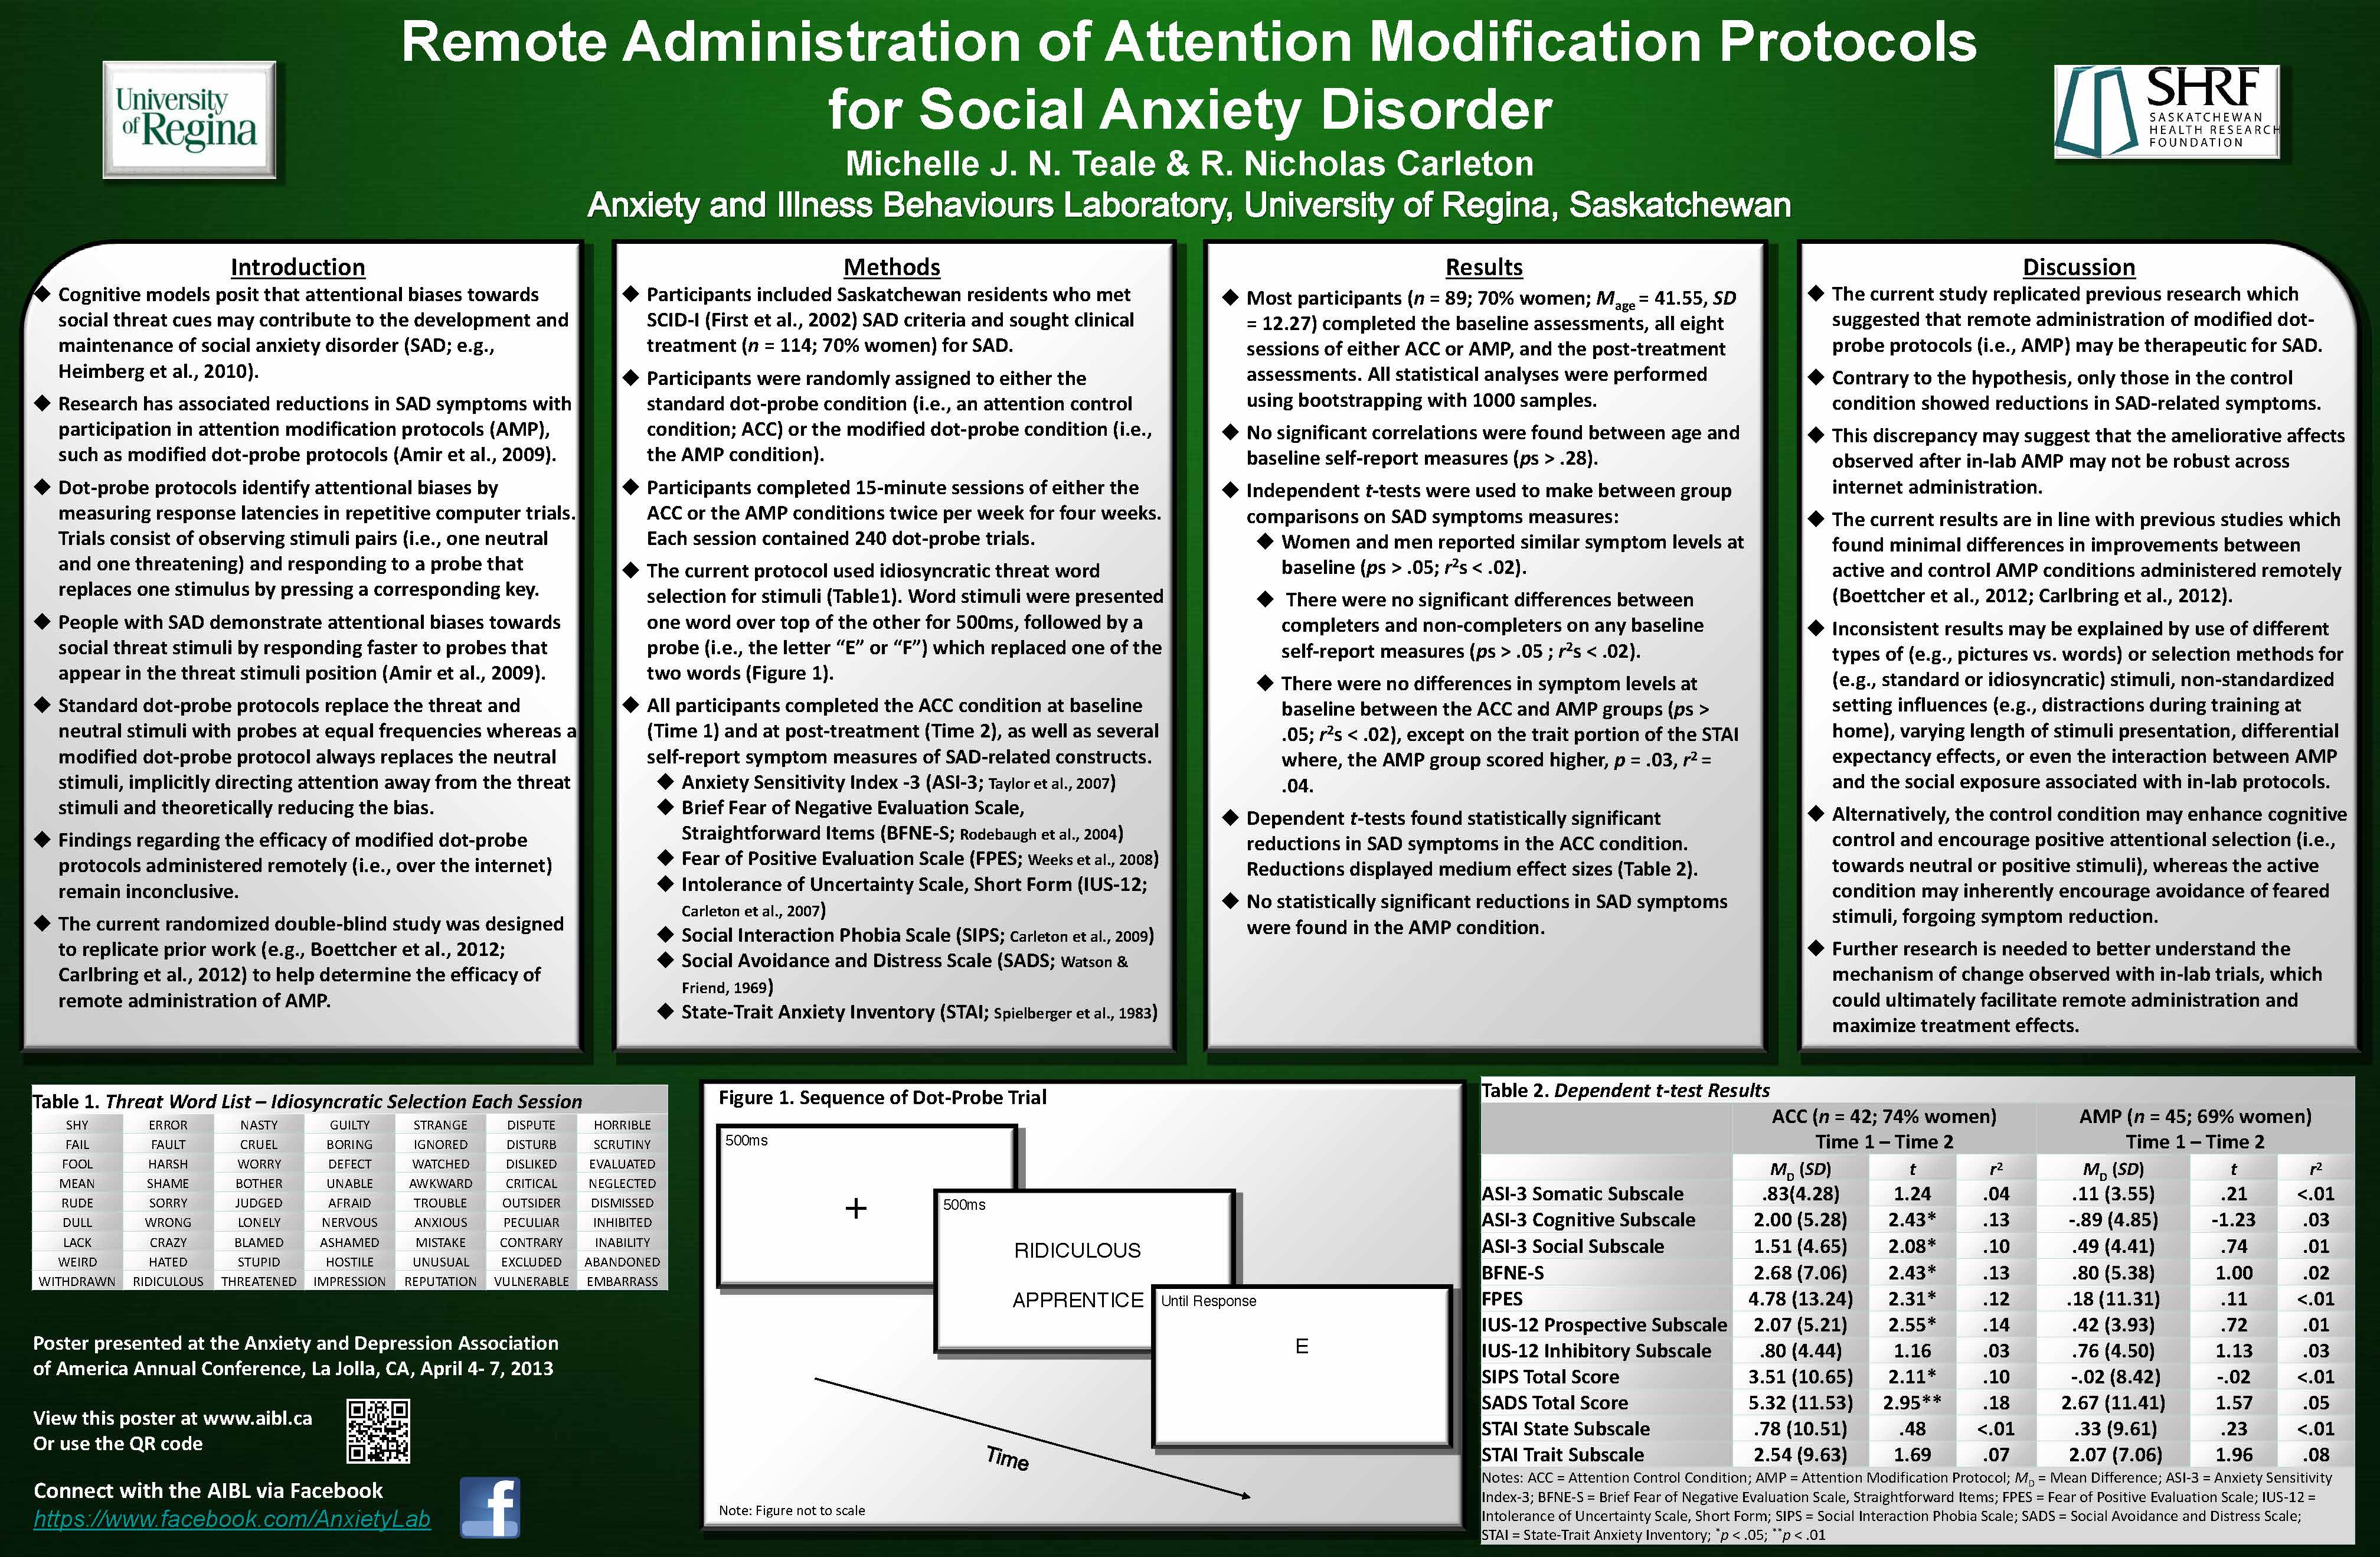 Remote Administration of Attention Modification Protocols
for Social Anxiety Disorder
Michelle J. N. Teale & R. Nicholas Carleton
Anxiety and Illness Behaviours Laboratory, University of Regina, Saskatchewan
University
of Regina
SHRF
SASKATCHEWAN
HEALTH RESEARCH
FOUNDATION
Introduction
◆ Cognitive models posit that attentional biases towards
social threat cues may contribute to the development and
maintenance of social anxiety disorder (SAD; e.g.,
Heimberg et al., 2010).
◆ Research has associated reductions in SAD symptoms with
participation in attention modification protocols (AMP),
such as modified dot-probe protocols (Amir et al., 2009).
◆ Dot-probe protocols identify attentional biases by
measuring response latencies in repetitive computer trials.
Trials consist of observing stimuli pairs (i.e., one neutral
and one threatening) and responding to a probe that
replaces one stimulus by pressing a corresponding key.
◆ People with SAD demonstrate attentional biases towards
social threat stimuli by responding faster to probes that
appear in the threat stimuli position (Amir et al., 2009).
◆ Standard dot-probe protocols replace the threat and
neutral stimuli with probes at equal frequencies whereas a
modified dot-probe protocol always replaces the neutral
stimuli, implicitly directing attention away from the threat
stimuli and theoretically reducing the bias.
◆ Findings regarding the efficacy of modified dot-probe
protocols administered remotely (i.e., over the internet)
remain inconclusive.
◆ The current randomized double-blind study was designed
to replicate prior work (e.g., Boettcher et al., 2012;
Carlbring et al., 2012) to help determine the efficacy of
remote administration of AMP.
Methods
◆ Participants included Saskatchewan residents who met
SCID-I (First et al., 2002) SAD criteria and sought clinical
treatment (n = 114; 70% women) for SAD.
◆ Participants were randomly assigned to either the
standard dot-probe condition (i.e., an attention control
condition; ACC) or the modified dot-probe condition (i.e.,
the AMP condition).
◆ Participants completed 15-minute sessions of either the
ACC or the AMP conditions twice per week for four weeks.
Each session contained 240 dot-probe trials.
◆ The current protocol used idiosyncratic threat word
selection for stimuli (Table1). Word stimuli were presented
one word over top of the other for 500ms, followed by a
probe (i.e., the letter “E” or “F”) which replaced one of the
two words (Figure 1).
◆ All participants completed the ACC condition at baseline
(Time 1) and at post-treatment (Time 2), as well as several
self-report symptom measures of SAD-related constructs.
◆ Anxiety Sensitivity Index -3 (ASI-3; Taylor et al., 2007)
◆ Brief Fear of Negative Evaluation Scale,
Straightforward Items (BFNE-S; Rodebaugh et al., 2004)
◆ Fear of Positive Evaluation Scale (FPES; Weeks et al., 2008)
◆ Intolerance of Uncertainty Scale, Short Form (IUS-12;
Carleton et al., 2007)
◆ Social Interaction Phobia Scale (SIPS; Carleton et al., 2009)
◆ Social Avoidance and Distress Scale (SADS; Watson &
Friend, 1969)
◆ State-Trait Anxiety Inventory (STAI; Spielberger et al., 1983)
Results
◆ Most participants (n = 89; 70% women; Mage = 41.55, SD
= 12.27) completed the baseline assessments, all eight
sessions of either ACC or AMP, and the post-treatment
assessments. All statistical analyses were performed
using bootstrapping with 1000 samples.
◆ No significant correlations were found between age and
baseline self-report measures (ps > .28).
◆ Independent t-tests were used to make between group
comparisons on SAD symptoms measures:
◆ Women and men reported similar symptom levels at
baseline (ps > .05; r²s < .02).
◆ There were no significant differences between
completers and non-completers on any baseline
self-report measures (ps > .05 ; r²s < .02).
◆ There were no differences in symptom levels at
baseline between the ACC and AMP groups (ps >
.05; r²s < .02), except on the trait portion of the STAI
where, the AMP group scored higher, p = .03, r² =
.04.
◆ Dependent t-tests found statistically significant
reductions in SAD symptoms in the ACC condition.
Reductions displayed medium effect sizes (Table 2).
◆ No statistically significant reductions in SAD symptoms
were found in the AMP condition.
Discussion
◆ The current study replicated previous research which
suggested that remote administration of modified dot-
probe protocols (i.e., AMP) may be therapeutic for SAD.
◆ Contrary to the hypothesis, only those in the control
condition showed reductions in SAD-related symptoms.
◆ This discrepancy may suggest that the ameliorative affects
observed after in-lab AMP may not be robust across
internet administration.
◆ The current results are in line with previous studies which
found minimal differences in improvements between
active and control AMP conditions administered remotely
(Boettcher et al., 2012; Carlbring et al., 2012).
◆ Inconsistent results may be explained by use of different
types of (e.g., pictures vs. words) or selection methods for
(e.g., standard or idiosyncratic) stimuli, non-standardized
setting influences (e.g., distractions during training at
home), varying length of stimuli presentation, differential
expectancy effects, or even the interaction between AMP
and the social exposure associated with in-lab protocols.
◆ Alternatively, the control condition may enhance cognitive
control and encourage positive attentional selection (i.e.,
towards neutral or positive stimuli), whereas the active
condition may inherently encourage avoidance of feared
stimuli, forgoing symptom reduction.
◆ Further research is needed to better understand the
mechanism of change observed with in-lab trials, which
could ultimately facilitate remote administration and
maximize treatment effects.
Table 1. Threat Word List – Idiosyncratic Selection Each Session
SHY ERROR NASTY GUILTY STRANGE DISPUTE HORRIBLE
FAIL FAULT CRUEL BORING IGNORED DISTURB SCRUTINY
FOOL HARSH WORRY DEFECT WATCHED DISLIKED EVALUATED
MEAN SHAME BOTHER UNABLE AWKWARD CRITICAL NEGLECTED
RUDE SORRY JUDGED AFRAID TROUBLE OUTSIDER DISMISSED
DULL WRONG LONELY NERVOUS ANXIOUS PECULIAR INHIBITED
LACK CRAZY BLAMED ASHAMED MISTAKE CONTRARY INABILITY
WEIRD HATED STUPID HOSTILE UNUSUAL EXCLUDED ABANDONED
WITHDRAWN RIDICULOUS THREATENED IMPRESSION REPUTATION VULNERABLE EMBARRASS
Poster presented at the Anxiety and Depression Association
of America Annual Conference, La Jolla, CA, April 4- 7, 2013
View this poster at www.aibl.ca
Or use the QR code
Connect with the AIBL via Facebook
https://www.facebook.com/AnxietyLab
f
Figure 1. Sequence of Dot-Probe Trial
500ms
+
500ms
RIDICULOUS
APPRENTICE
Until Response
E
Time
Note: Figure not to scale
Table 2. Dependent t-test Results
ACC (n = 42; 74% women) AMP (n = 45; 69% women)
Time 1 – Time 2 Time 1 – Time 2
MD (SD) t r² MD (SD) t r²
ASI-3 Somatic Subscale .83(4.28) 1.24 .04 .11 (3.55) .21 <.01
ASI-3 Cognitive Subscale 2.00 (5.28) 2.43* .13 -.89 (4.85) -1.23 .03
ASI-3 Social Subscale 1.51 (4.65) 2.08* .10 .49 (4.41) .74 .01
BFNE-S 2.68 (7.06) 2.43* .13 .80 (5.38) 1.00 .02
FPES 4.78 (13.24) 2.31* .12 .18 (11.31) .11 <.01
IUS-12 Prospective Subscale 2.07 (5.21) 2.55* .14 .42 (3.93) .72 .01
IUS-12 Inhibitory Subscale .80 (4.44) 1.16 .03 .76 (4.50) 1.13 .03
SIPS Total Score 3.51 (10.65) 2.11* .10 -.02 (8.42) -.02 <.01
SADS Total Score 5.32 (11.53) 2.95** .18 2.67 (11.41) 1.57 .05
STAI State Subscale .78 (10.51) .48 <.01 .33 (9.61) .23 <.01
STAI Trait Subscale 2.54 (9.63) 1.69 .07 2.07 (7.06) 1.96 .08
Notes: ACC = Attention Control Condition; AMP = Attention Modification Protocol; MD = Mean Difference; ASI-3 = Anxiety Sensitivity
Index-3; BFNE-S = Brief Fear of Negative Evaluation Scale, Straightforward Items; FPES = Fear of Positive Evaluation Scale; IUS-12 =
Intolerance of Uncertainty Scale, Short Form; SIPS = Social Interaction Phobia Scale; SADS = Social Avoidance and Distress Scale;
STAI = State-Trait Anxiety Inventory; *p < .05; **p < .01